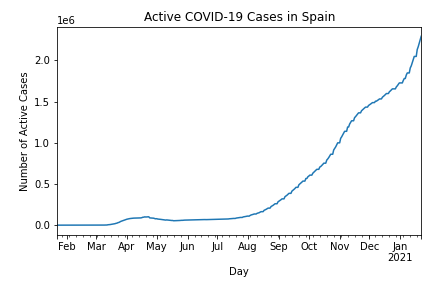 Active COVID-19 Cases in Spain
1e6
2.0
1.5
1.0
0.5
0.0
Number of Active Cases
Feb Mar Apr May Jun Jul Aug Sep Oct Nov Dec Jan
2021
Day